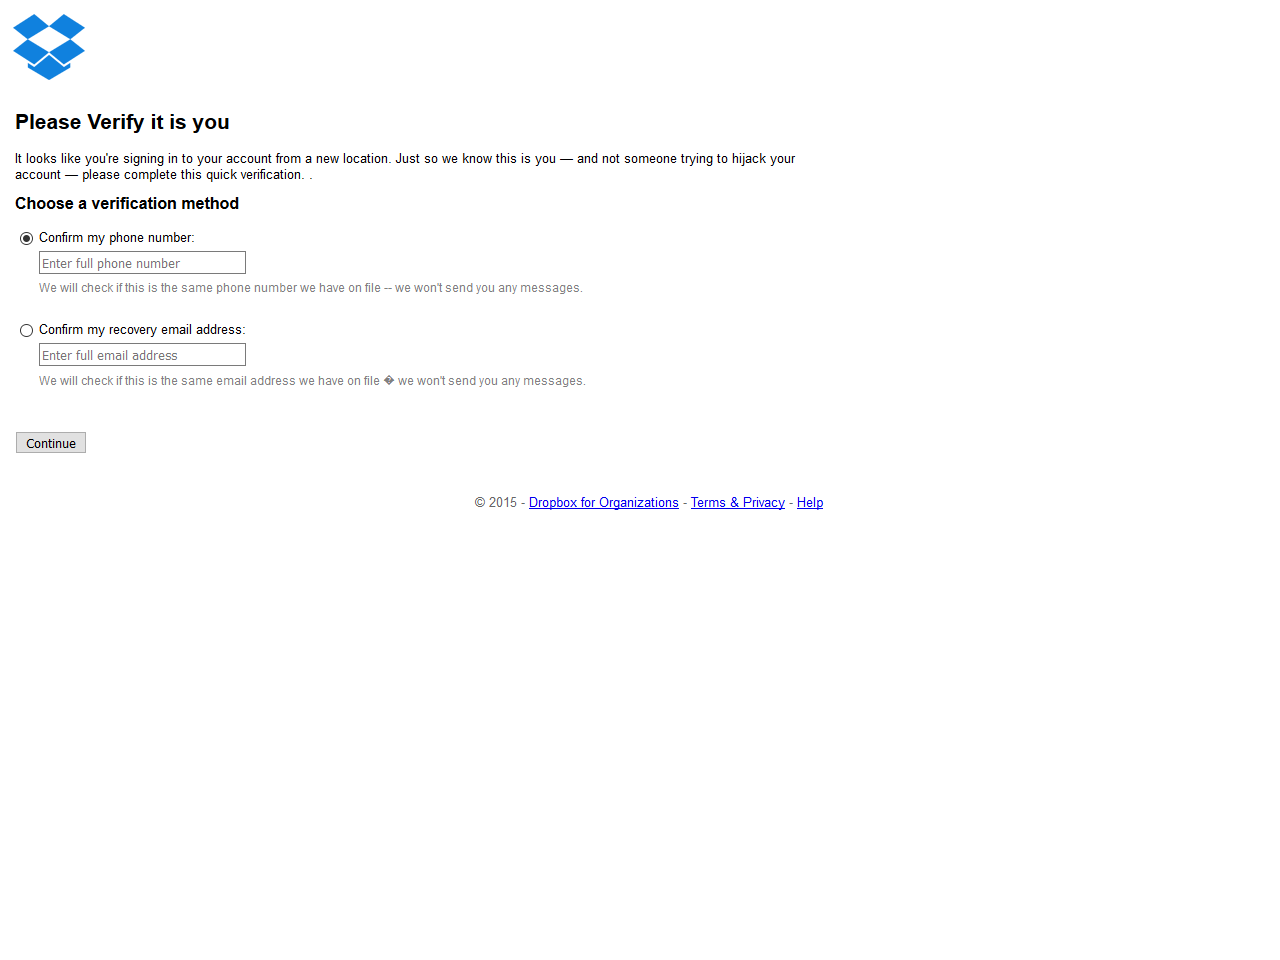 Please Verify it is you
It looks like you're signing in to your account from a new location. Just so we know this is you — and not someone trying to hijack your
account — please complete this quick verification. .
Choose a verification method
Confirm my phone number:
Enter full phone number
We will check if this is the same phone number we have on file -- we won't send you any messages.
Confirm my recovery email address:
Enter full email address
We will check if this is the same email address we have on file � we won't send you any messages.
Continue
© 2015 - Dropbox for Organizations - Terms & Privacy - Help